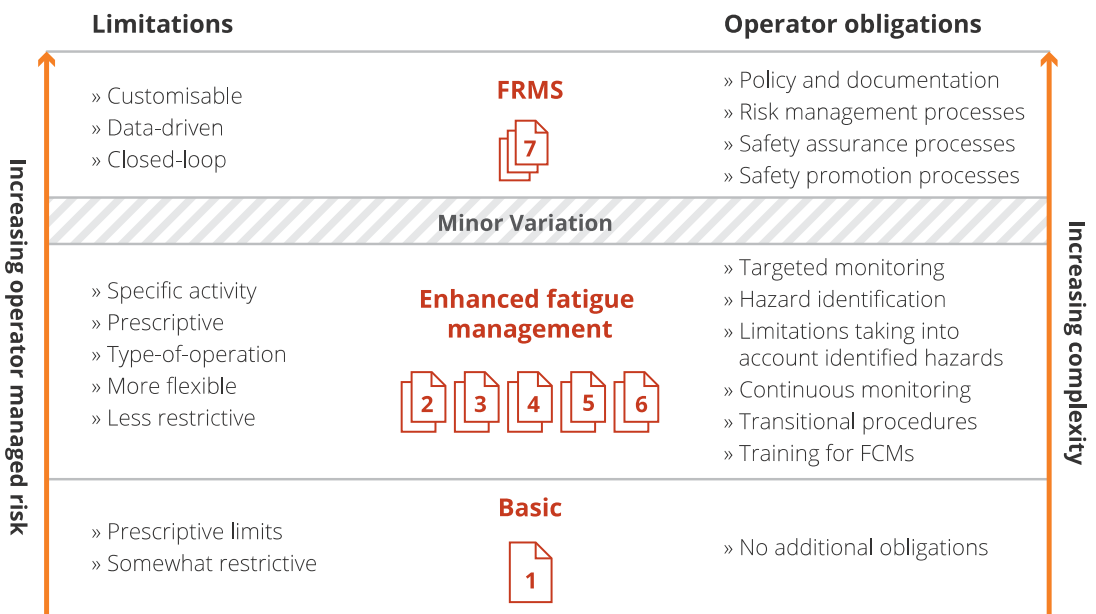 Limitations
Operator obligations
» Customisable
» Data-driven
» Closed-loop
FRMS
7
» Policy and documentation
» Risk management processes
» Safety assurance processes
» Safety promotion processes
Minor Variation
» Specific activity
» Prescriptive
» Type-of-operation
» More flexible
» Less restrictive
Enhanced fatigue
management
2 3 4 5 6
» Targeted monitoring
» Hazard identification
» Limitations taking into
account identified hazards
» Continuous monitoring
» Transitional procedures
» Training for FCMs
» Prescriptive limits
» Somewhat restrictive
Basic
1
» No additional obligations
Increasing operator managed risk
Increasing complexity